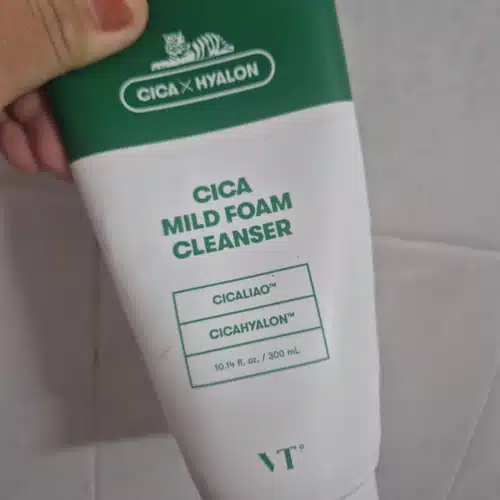 CICA×HYALON
CICA
MILD FOAM
CLEANSER
CICALIAO™
CICAHYALON™
10.14 fl. oz. / 300 mL
VT